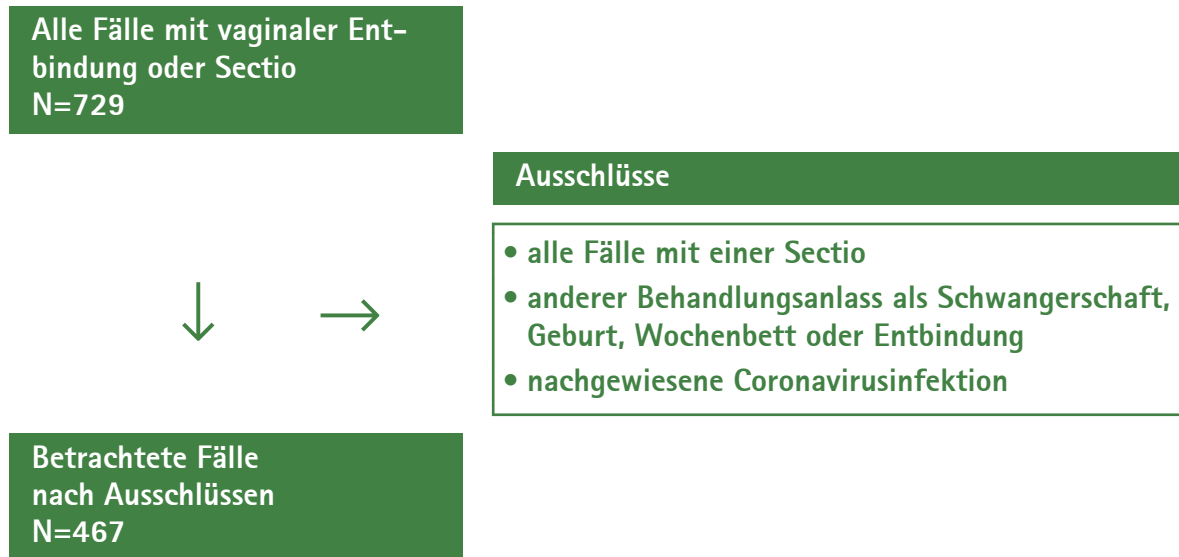 Alle Fälle mit vaginaler Ent-
bindung oder Sectio
N=729
Ausschlüsse
• alle Fälle mit einer Sectio
• anderer Behandlungsanlass als Schwangerschaft,
Geburt, Wochenbett oder Entbindung
• nachgewiesene Coronavirusinfektion
Betrachtete Fälle
nach Ausschlüssen
N=467